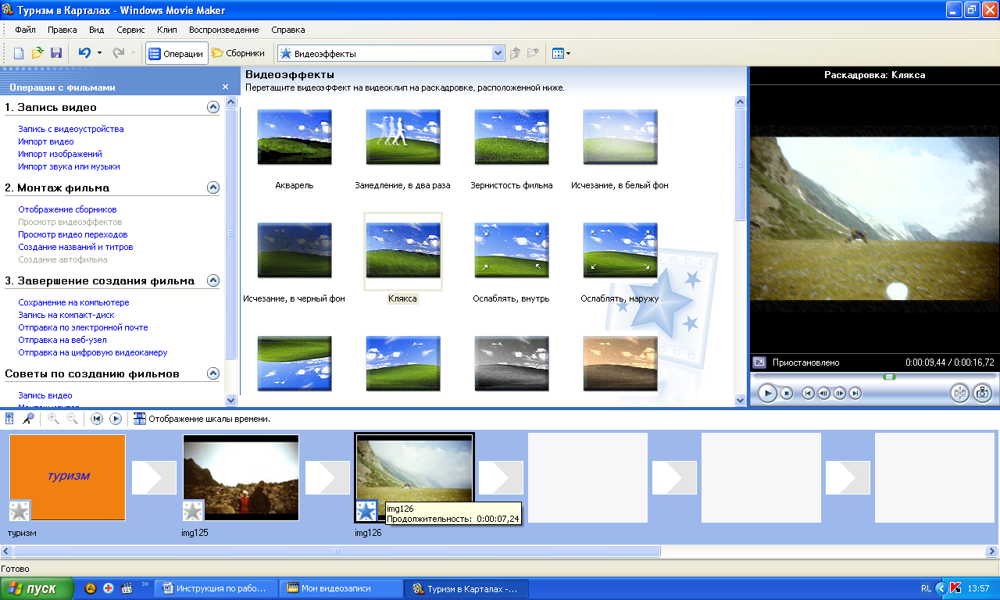 Туризм в Карталах - Windows Movie Maker
Файл Правка Вид Сервис Клип Воспроизведение Справка
Операции Сборники Видеоэффекты
Операции с фильмами
1. Запись видео
Запись с видеоустройства
Импорт видео
Импорт изображений
Импорт звука или музыки
2. Монтаж фильма
Отображение сборников
Просмотр видеоэффектов
Просмотр видео переходов
Создание названий и титров
Создание автофильма
3. Завершение создания фильма
Сохранение на компьютере
Запись на компакт-диск
Отправка по электронной почте
Отправка на веб-узел
Отправка на цифровую видеокамеру
Советы по созданию фильмов
Запись видео
Видеоэффекты
Перетащите видеоэффект на видеоклип на раскадровке, расположенной ниже.
Акварель Замедление, в два раза Зернистость фильма Исчезание, в белый фон
Исчезание, в черный фон Клякса Ослаблять, внутрь Ослаблять, наружу
Раскадровка: Клякса
Приостановлено 0:00:09,44 / 0:00:16,72
Отображение шкалы времени.
туризм
img126
Продолжительность: 0:00:07,24
туризм img125 img126
Готово
пуск Инструкция по рабо... Мои видеозаписи Туризм в Карталах -... RL 13:57